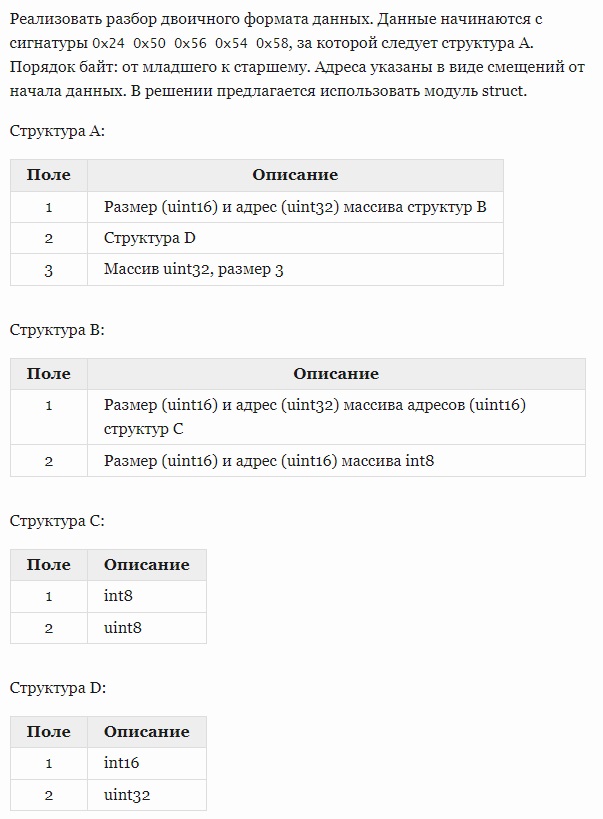 Реализовать разбор двоичного формата данных. Данные начинаются с
сигнатуры 0x24 0x50 0x56 0x54 0x58, за которой следует структура A.
Порядок байт: от младшего к старшему. Адреса указаны в виде смещений от
начала данных. В решении предлагается использовать модуль struct.
Структура A:
Поле Описание
1 Размер (uint16) и адрес (uint32) массива структур B
2 Структура D
3 Массив uint32, размер 3
Структура B:
Поле Описание
1 Размер (uint16) и адрес (uint32) массива адресов (uint16)
структур C
2 Размер (uint16) и адрес (uint16) массива int8
Структура C:
Поле Описание
1 int8
2 uint8
Структура D:
Поле Описание
1 int16
2 uint32